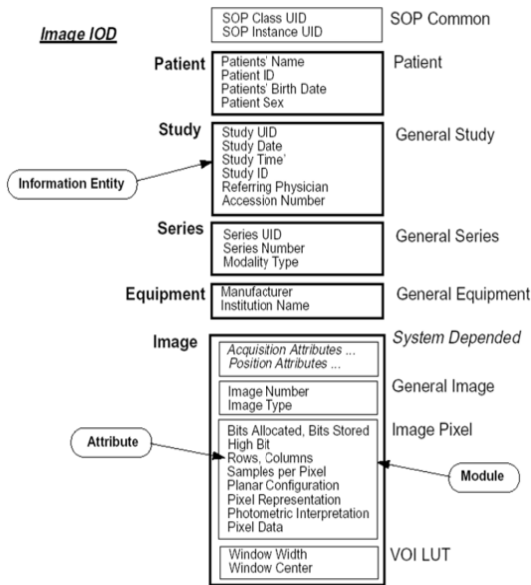 Image IOD
SOP Class UID
SOP Instance UID
SOP Common
Patient
Patients' Name
Patient ID
Patients' Birth Date
Patient Sex
Patient
Study
Study UID
Study Date
Study Time'
Study ID
Referring Physician
Accession Number
General Study
Information Entity
Series
Series UID
Series Number
Modality Type
General Series
Equipment
Manufacturer
Institution Name
General Equipment
Image
System Depended
Acquisition Attributes ...
Position Attributes ...
Image Number
Image Type
General Image
Bits Allocated, Bits Stored
High Bit
Rows, Columns
Samples per Pixel
Planar Configuration
Pixel Representation
Photometric Interpretation
Pixel Data
Image Pixel
Attribute
Module
Window Width
Window Center
VOI LUT